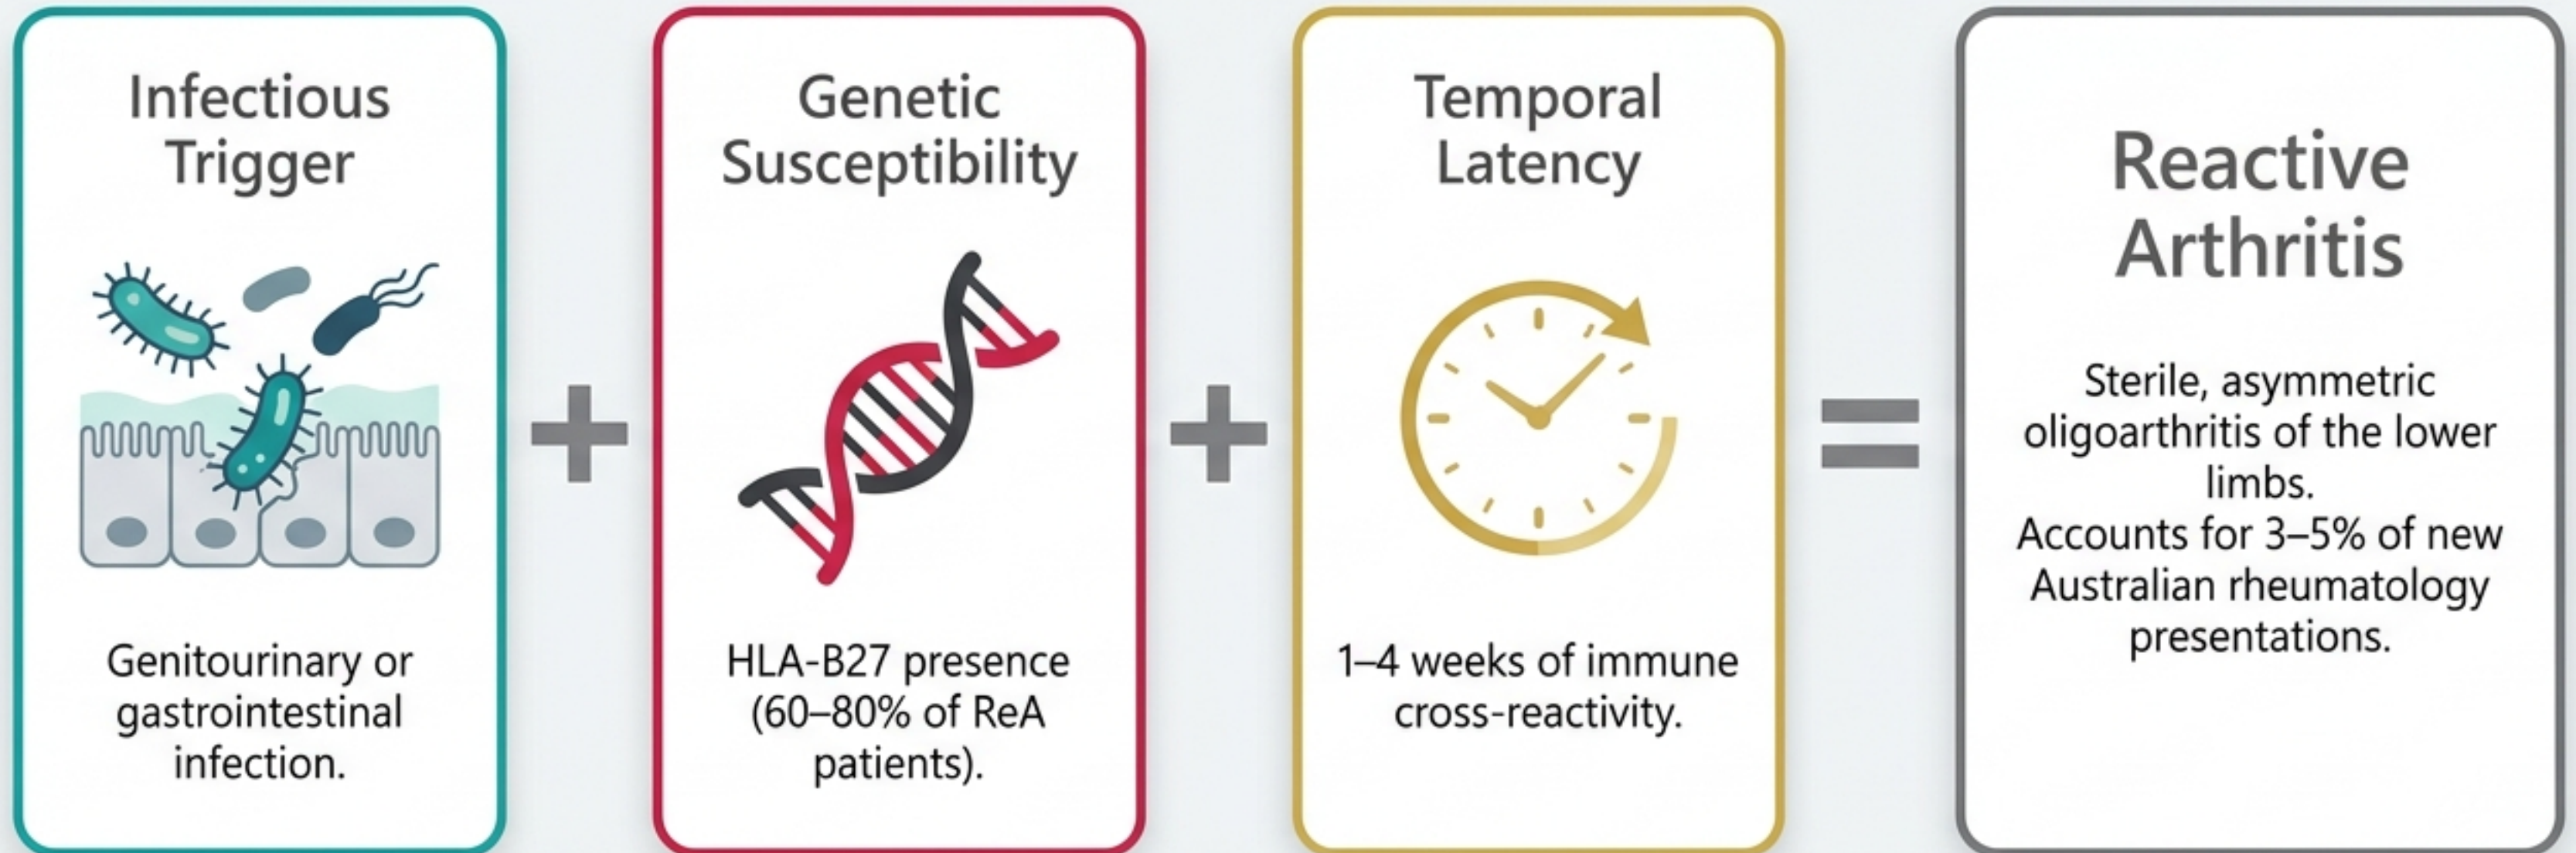 Infectious
Trigger
Genitourinary or
gastrointestinal
infection.
Genetic
Susceptibility
HLA-B27 presence
(60–80% of ReA
patients).
Temporal
Latency
1–4 weeks of immune
cross-reactivity.
Reactive
Arthritis
Sterile, asymmetric
oligoarthritis of the lower
limbs.
Accounts for 3–5% of new
Australian rheumatology
presentations.